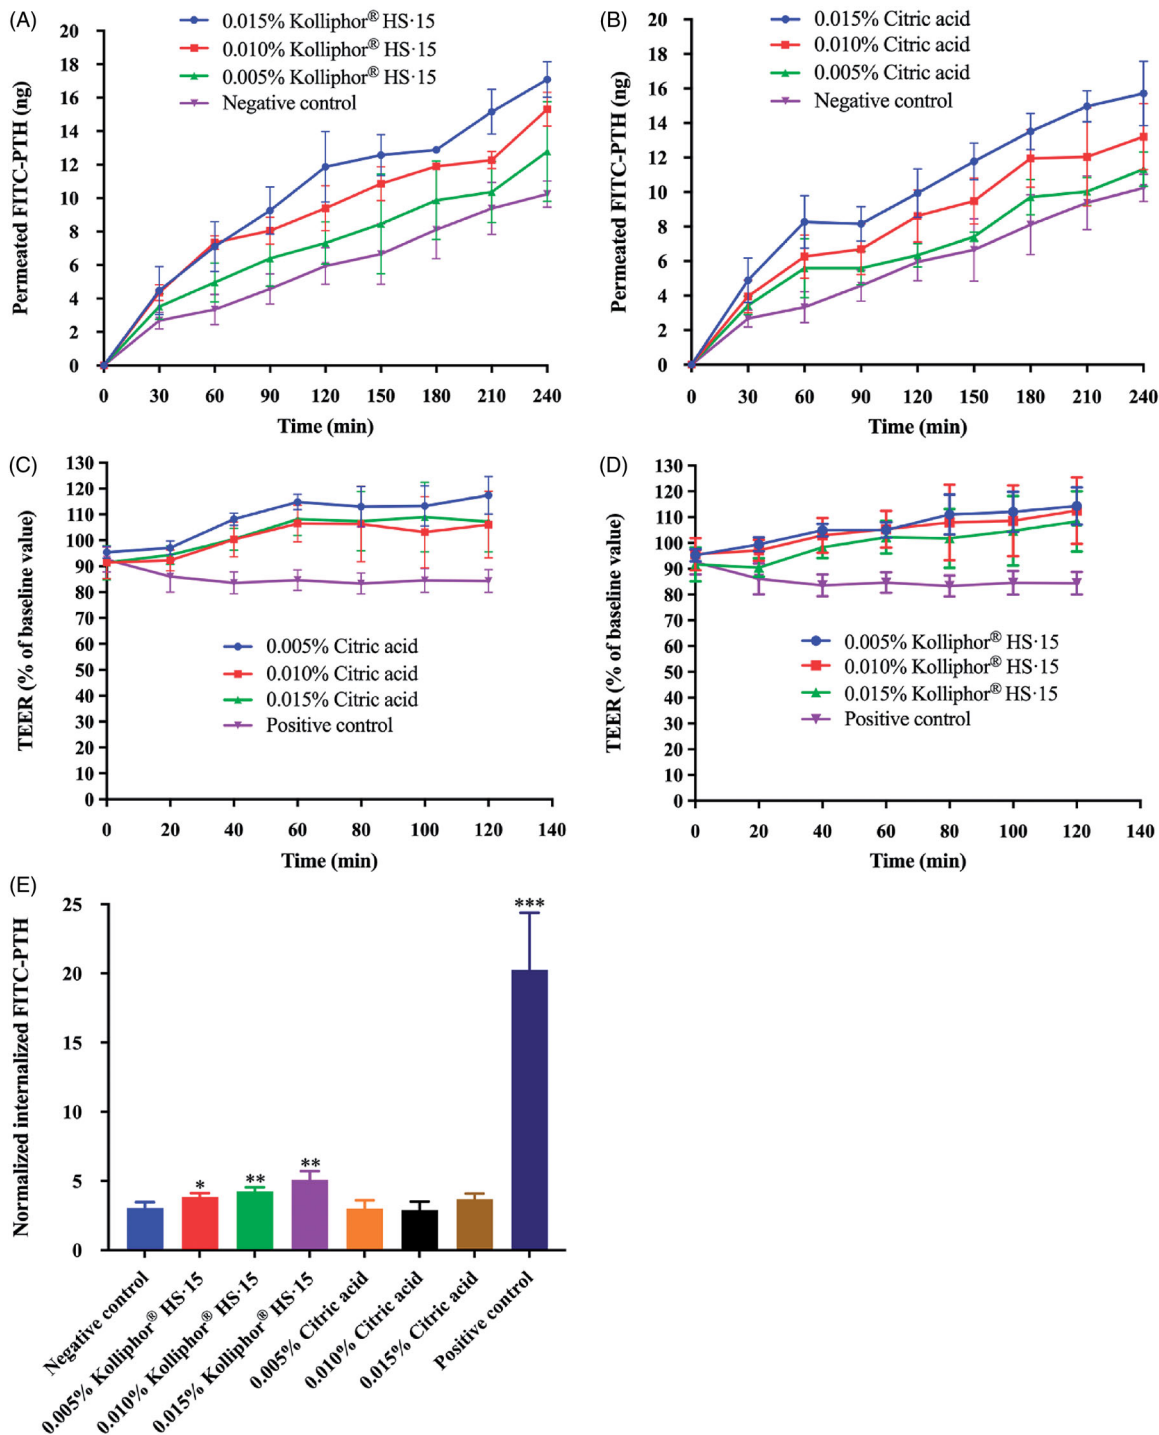 (A)
0.015% Kolliphor® HS·15
0.010% Kolliphor® HS·15
0.005% Kolliphor® HS·15
Negative control
Permeated FITC-PTH (ng)
20
18
16
14
12
10
8
6
4
2
0
0 30 60 90 120 150 180 210 240
Time (min)
(B)
0.015% Citric acid
0.010% Citric acid
0.005% Citric acid
Negative control
Permeated FITC-PTH (ng)
20
18
16
14
12
10
8
6
4
2
0
0 30 60 90 120 150 180 210 240
Time (min)
(C)
TEER (% of baseline value)
130
120
110
100
90
80
70
60
50
40
30
20
10
0
0.005% Citric acid
0.010% Citric acid
0.015% Citric acid
Positive control
0 20 40 60 80 100 120 140
Time (min)
(D)
TEER (% of baseline value)
130
120
110
100
90
80
70
60
50
40
30
20
10
0
0.005% Kolliphor® HS·15
0.010% Kolliphor® HS·15
0.015% Kolliphor® HS·15
Positive control
0 20 40 60 80 100 120 140
Time (min)
(E)
Normalized internalized FITC-PTH
25
20
15
10
5
0
*
**
**
***
Negative control
0.005% Kolliphor® HS·15
0.010% Kolliphor® HS·15
0.015% Kolliphor® HS·15
0.005% Citric acid
0.010% Citric acid
0.015% Citric acid
Positive control